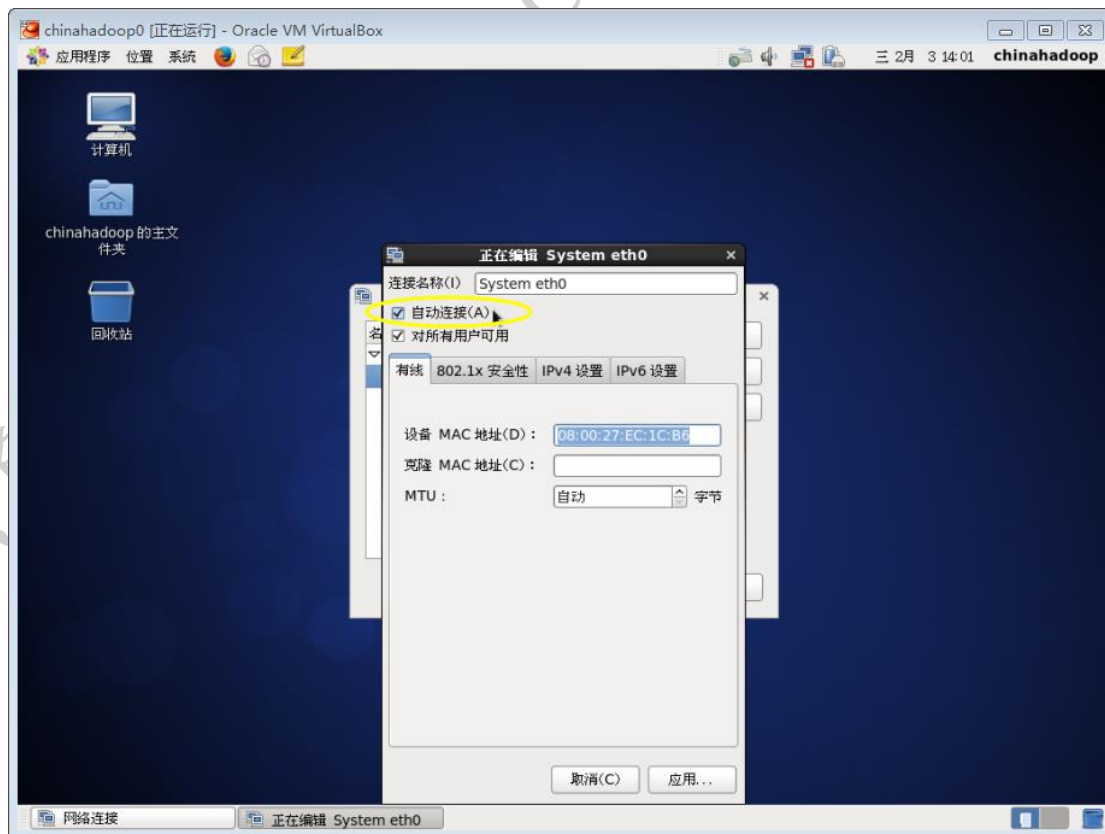 chinahadoop0 [正在运行] - Oracle VM VirtualBox
应用程序 位置 系统 三 2月 3 14:01 chinahadoop
计算机
chinahadoop 的主文
件夹
回收站
正在编辑 System eth0
连接名称(I) System eth0
自动连接(A)
名
对所有用户可用
有线 802.1x 安全性 IPv4 设置 IPv6 设置
设备 MAC 地址(D)： 08:00:27:EC:1C:B6
克隆 MAC 地址(C)：
MTU： 自动 字节
取消(C) 应用...
网络连接 正在编辑 System eth0